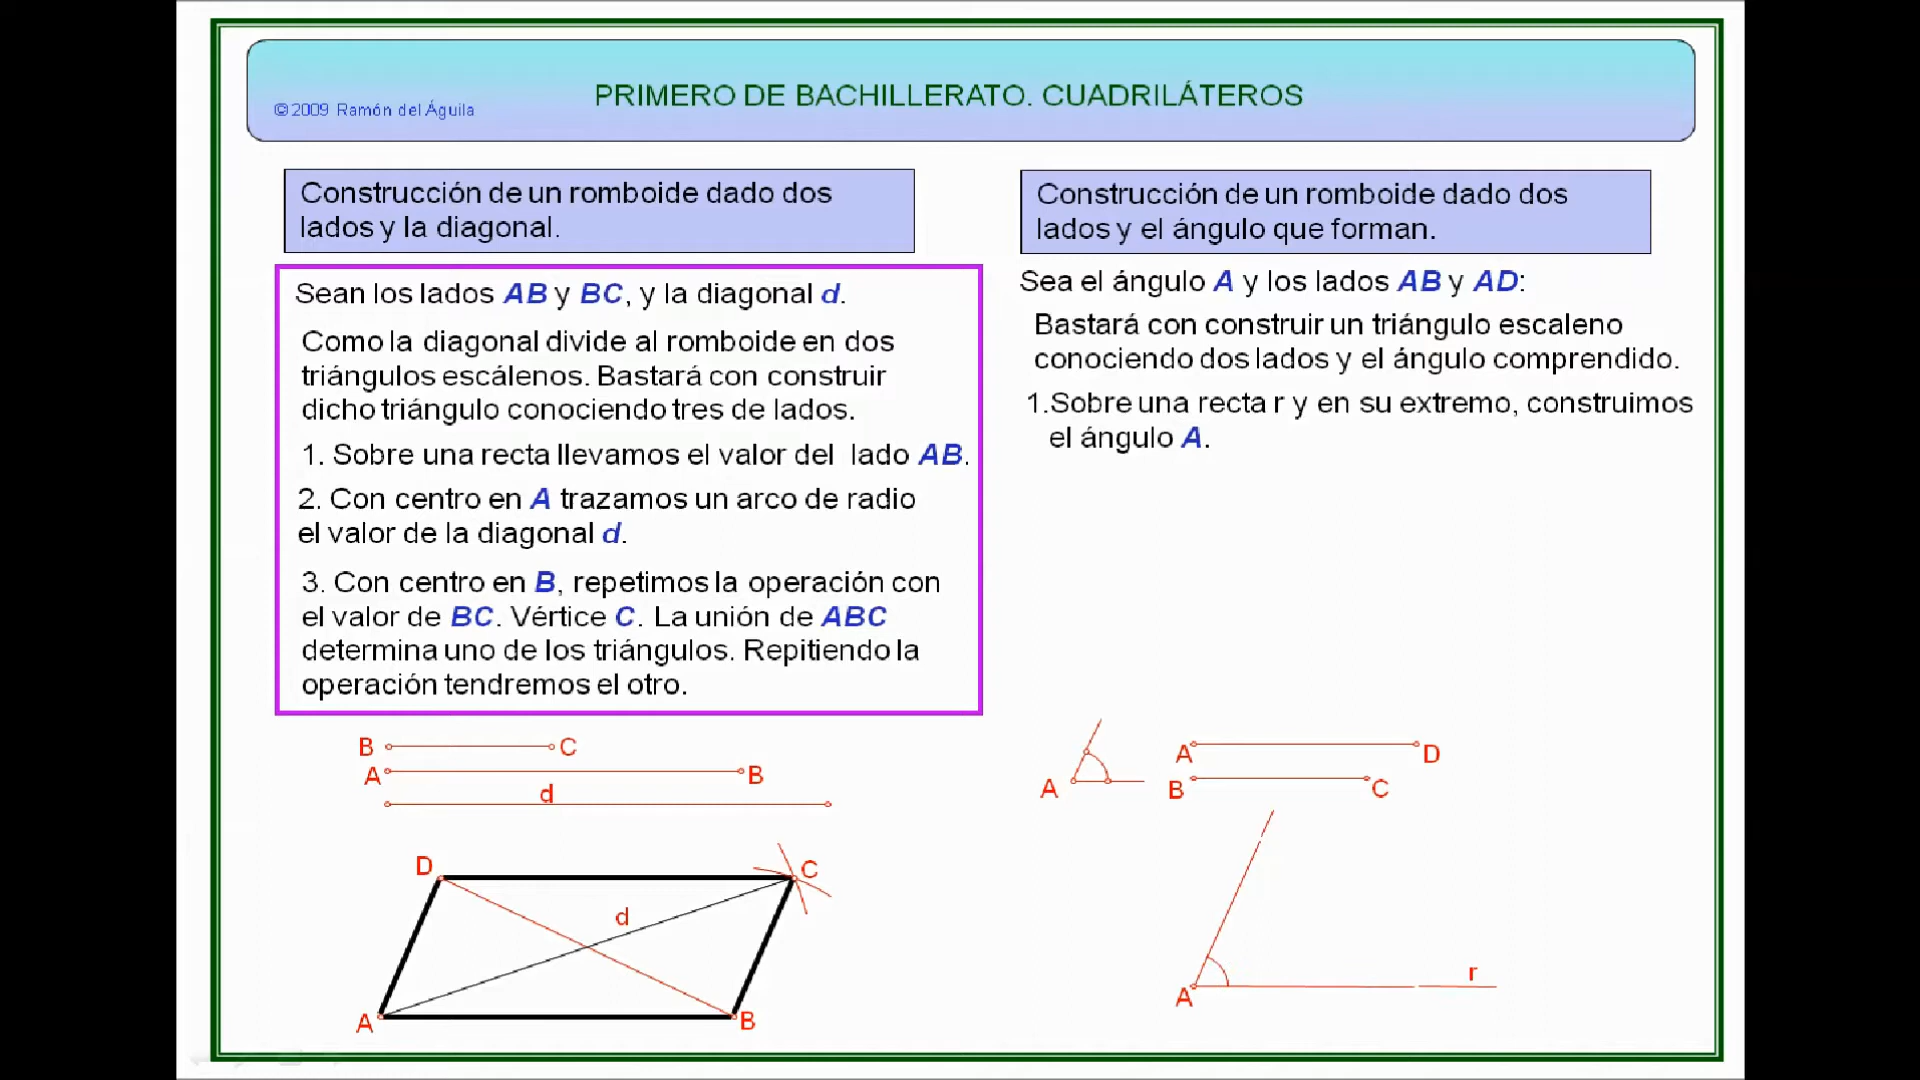 PRIMERO DE BACHILLERATO. CUADRILÁTEROS
©2009 Ramón del Águila
Construcción de un romboide dado dos
lados y la diagonal.
Sean los lados AB y BC, y la diagonal d.
Como la diagonal divide al romboide en dos
triángulos escálenos. Bastará con construir
dicho triángulo conociendo tres de lados.
1. Sobre una recta llevamos el valor del lado AB.
2. Con centro en A trazamos un arco de radio
el valor de la diagonal d.
3. Con centro en B, repetimos la operación con
el valor de BC. Vértice C. La unión de ABC
determina uno de los triángulos. Repitiendo la
operación tendremos el otro.
B C
A B
d
D C
d
A B
Construcción de un romboide dado dos
lados y el ángulo que forman.
Sea el ángulo A y los lados AB y AD:
Bastará con construir un triángulo escaleno
conociendo dos lados y el ángulo comprendido.
1.Sobre una recta r y en su extremo, construimos
el ángulo A.
A D
A B C
r
A